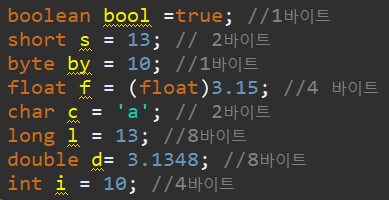 boolean bool =true; //1바이트
short s = 13; // 2바이트
byte by = 10; //1바이트
float f = (float)3.15; //4 바이트
char c = 'a'; // 2바이트
long l = 13; //8바이트
double d= 3.1348; //8바이트
int i = 10; //4바이트